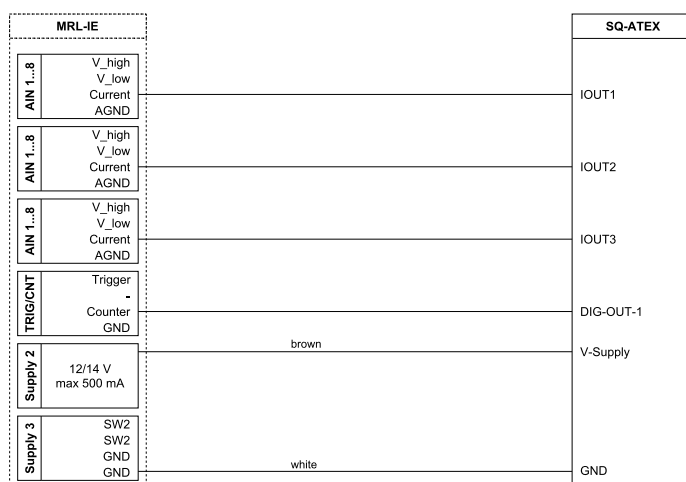 MRL-IE
SQ-ATEX
AIN 1...8
V_high
V_low
Current
AGND
IOUT1
AIN 1...8
V_high
V_low
Current
AGND
IOUT2
AIN 1...8
V_high
V_low
Current
AGND
IOUT3
TRIG/CNT
Trigger
-
Counter
GND
DIG-OUT-1
Supply 2
12/14 V
max 500 mA
brown
V-Supply
Supply 3
SW2
SW2
GND
GND
white
GND